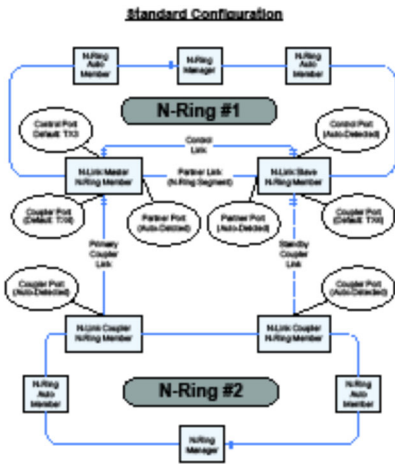 Standard Configuration
N-Ring
Auto
Member
N-Ring
Manager
N-Ring
Auto
Member
N-Ring #1
Control Port
Default: TX3
Control
Link
Control Port
(Auto-Detected)
N-Link Master
N-Ring Member
Partner Link
(N-Ring Segment)
N-Link Slave
N-Ring Member
Coupler Port
Partner Port
(Auto-Detected)
Partner Port
(Auto-Detected)
Coupler Port
Primary
Coupler
Link
Standby
Coupler
Link
Coupler Port
(Auto-Detected)
Coupler Port
(Auto-Detected)
N-Link Coupler
N-Ring Member
N-Link Coupler
N-Ring Member
N-Ring
Auto
Member
N-Ring #2
N-Ring
Auto
Member
N-Ring
Manager